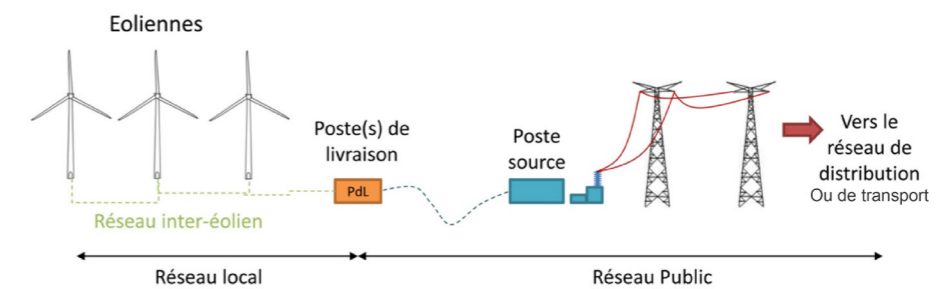 Eoliennes
Poste(s) de
livraison
PdL
Poste
source
Vers le
réseau de
distribution
Ou de transport
Réseau inter-éolien
Réseau local
Réseau Public